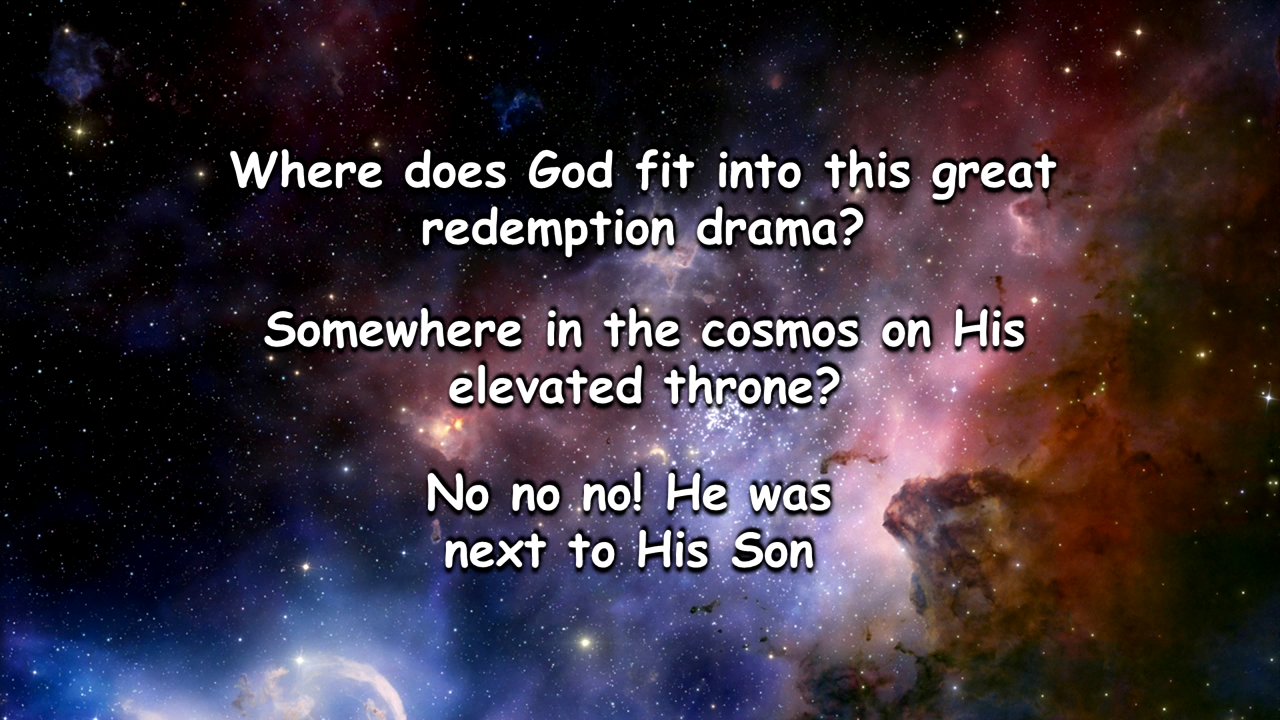 Where does God fit into this great
redemption drama?
Somewhere in the cosmos on His
elevated throne?
No no no! He was
next to His Son